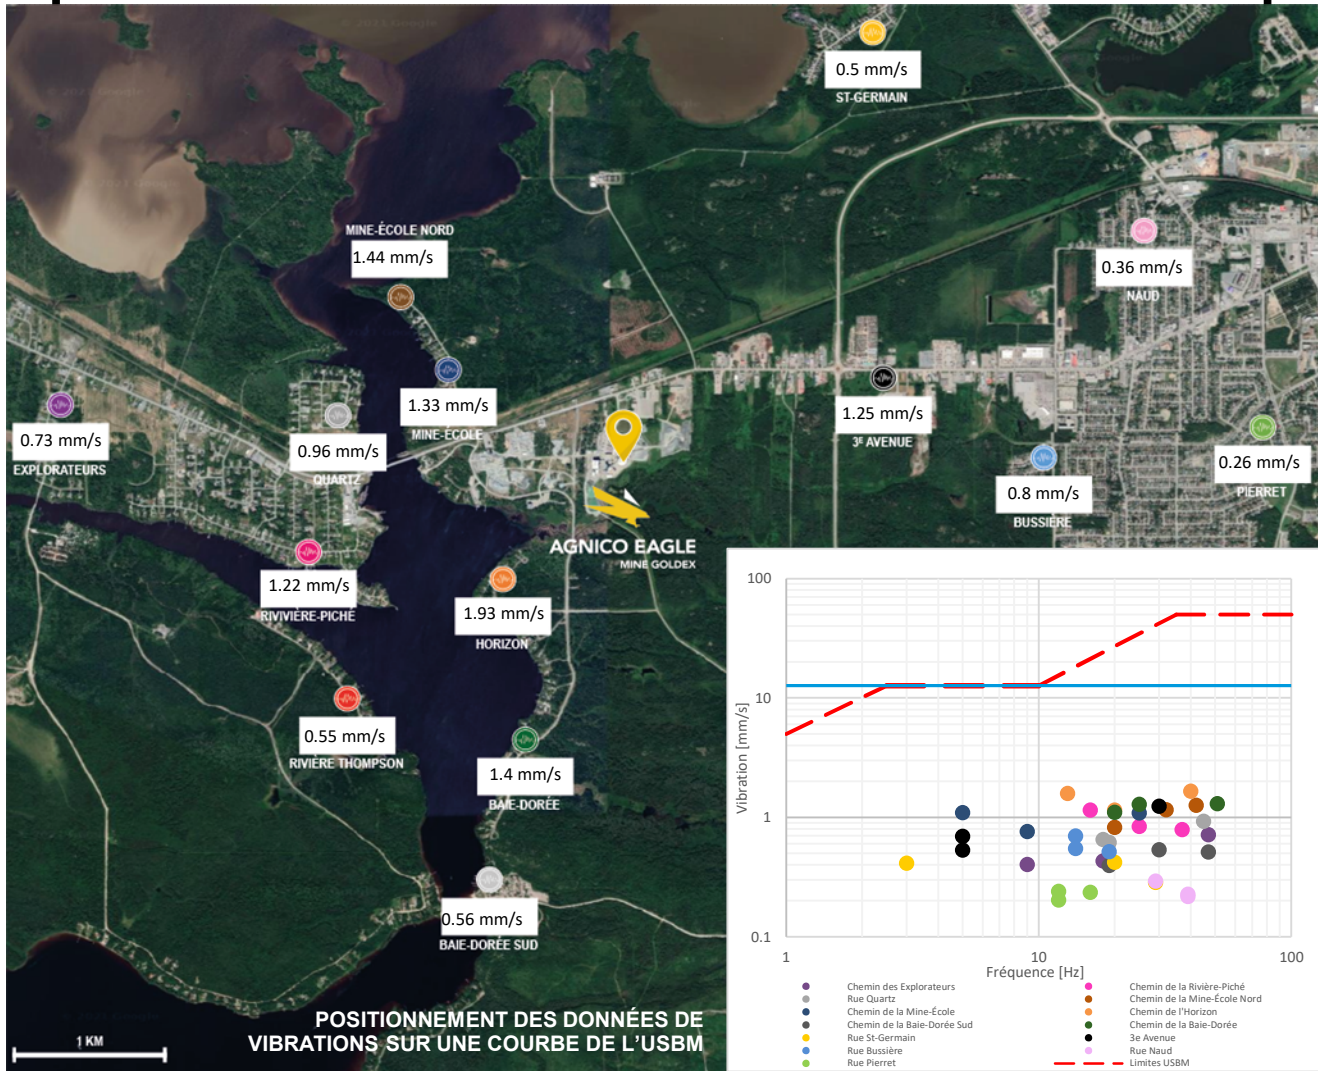 0.5 mm/s
ST-GERMAIN
MINE-ÉCOLE NORD
1.44 mm/s
0.36 mm/s
NAUD
1.33 mm/s
MINE-ÉCOLE
0.73 mm/s
EXPLORATEURS
0.96 mm/s
QUARTZ
1.25 mm/s
3E AVENUE
0.26 mm/s
PIERRET
0.8 mm/s
BUSSIÈRE
AGNICO EAGLE
MINE GOLDEX
1.22 mm/s
RIVIVIÈRE-PICHÉ
1.93 mm/s
HORIZON
0.55 mm/s
RIVIÈRE THOMPSON
1.4 mm/s
BAIE-DORÉE
0.56 mm/s
BAIE-DORÉE SUD
POSITIONNEMENT DES DONNÉES DE
VIBRATIONS SUR UNE COURBE DE L'USBM
1 KM
100
10
1
0.1
Vibration [mm/s]
1
10
100
Fréquence [Hz]
Chemin des Explorateurs
Chemin de la Rivière-Piché
Rue Quartz
Chemin de la Mine-École Nord
Chemin de la Mine-École
Chemin de l'Horizon
Chemin de la Baie-Dorée Sud
Chemin de la Baie-Dorée
Rue St-Germain
3e Avenue
Rue Bussière
Rue Naud
Rue Pierret
Limites USBM